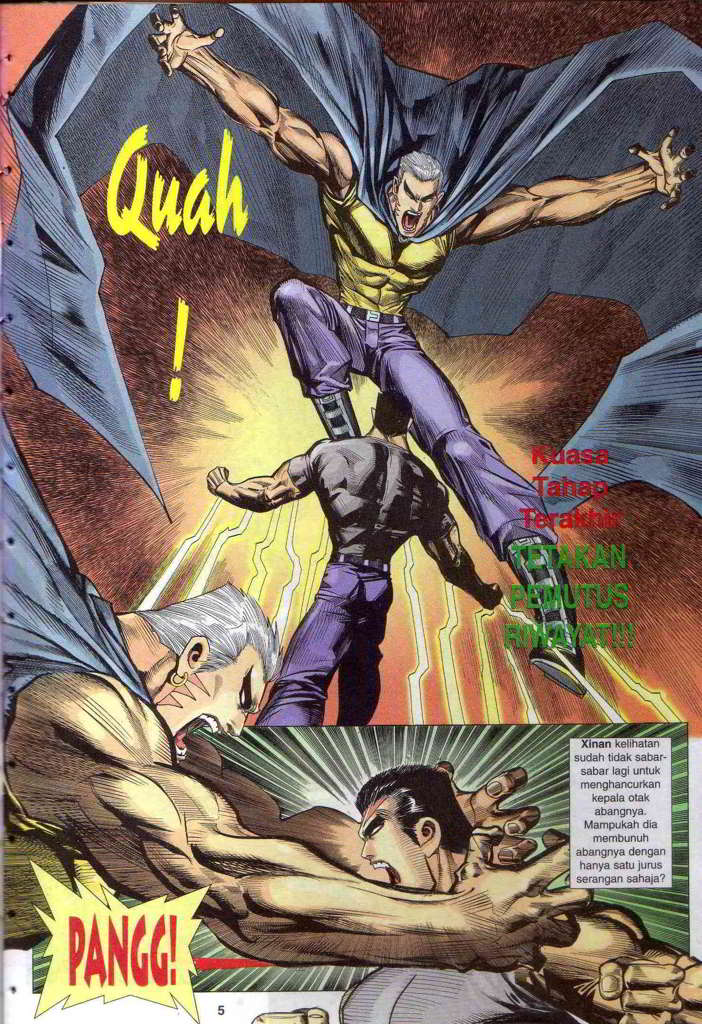 Quah
!
Kuasa
Tahap
Terakhir
TETAKAN
PEMUTUS
RIWAYAT!!!
Xinan kelihatan
sudah tidak sabar-
sabar lagi untuk
menghancurkan
kepala otak
abangnya.
Mampukah dia
membunuh
abangnya dengan
hanya satu jurus
serangan sahaja?
PANGG!
5